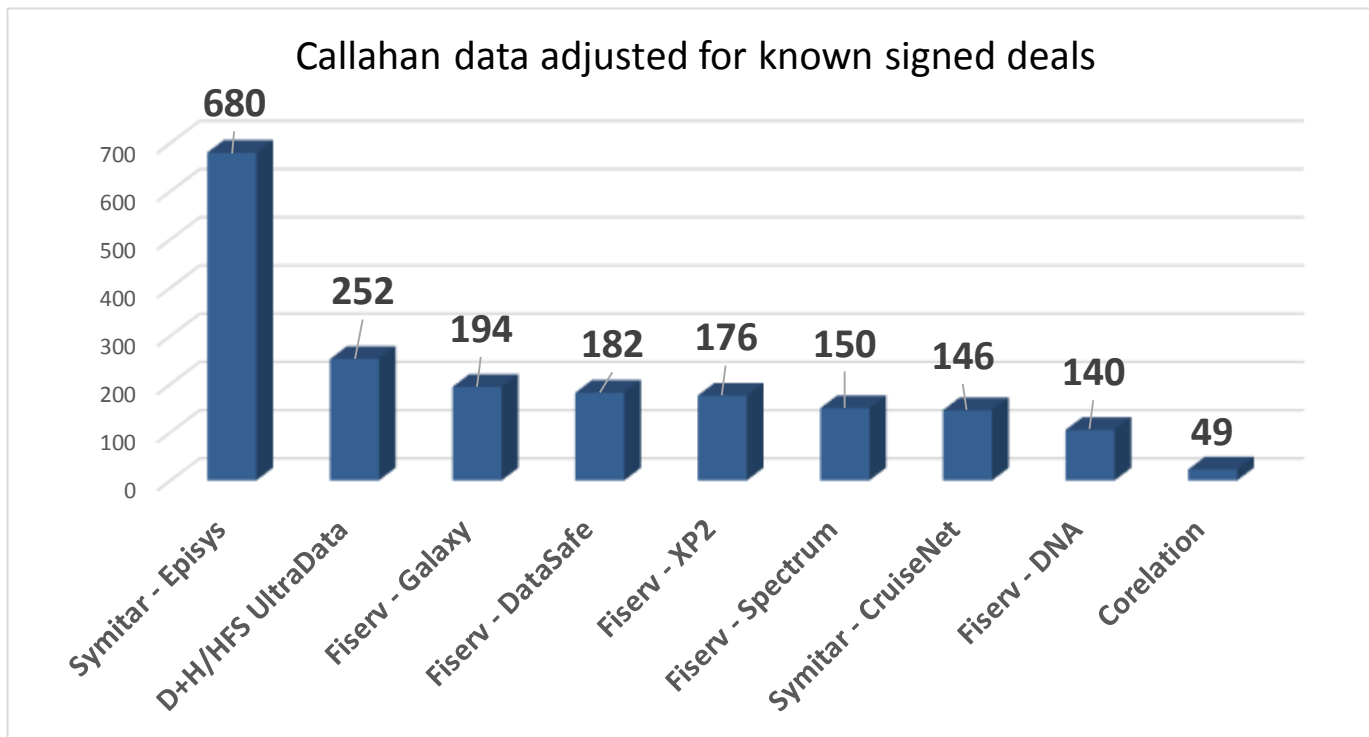 Callahan data adjusted for known signed deals
680
252
194
182
176
150
146
140
49
700
600
500
400
300
200
100
0
Symitar - Episys
D+H/HFS UltraData
Fiserv - Galaxy
Fiserv - DataSafe
Fiserv - XP2
Fiserv - Spectrum
Symitar - CruiseNet
Fiserv - DNA
Corelation